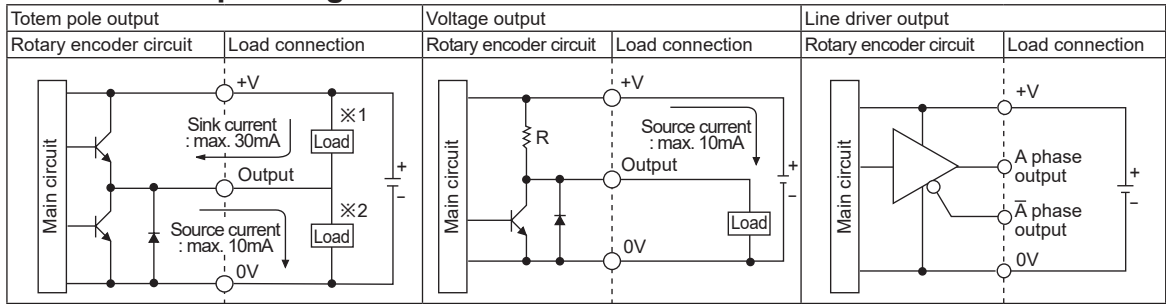 Totem pole output
Rotary encoder circuit
Load connection
Main circuit
+V
Sink current
: max. 30mA
※1
Load
Output
+
−
Source current
: max. 10mA
※2
Load
0V
Voltage output
Rotary encoder circuit
Load connection
Main circuit
+V
R
Source current
: max. 10mA
Output
+
−
Load
0V
Line driver output
Rotary encoder circuit
Load connection
Main circuit
+V
A phase
output
+
−
A̅ phase
output
0V